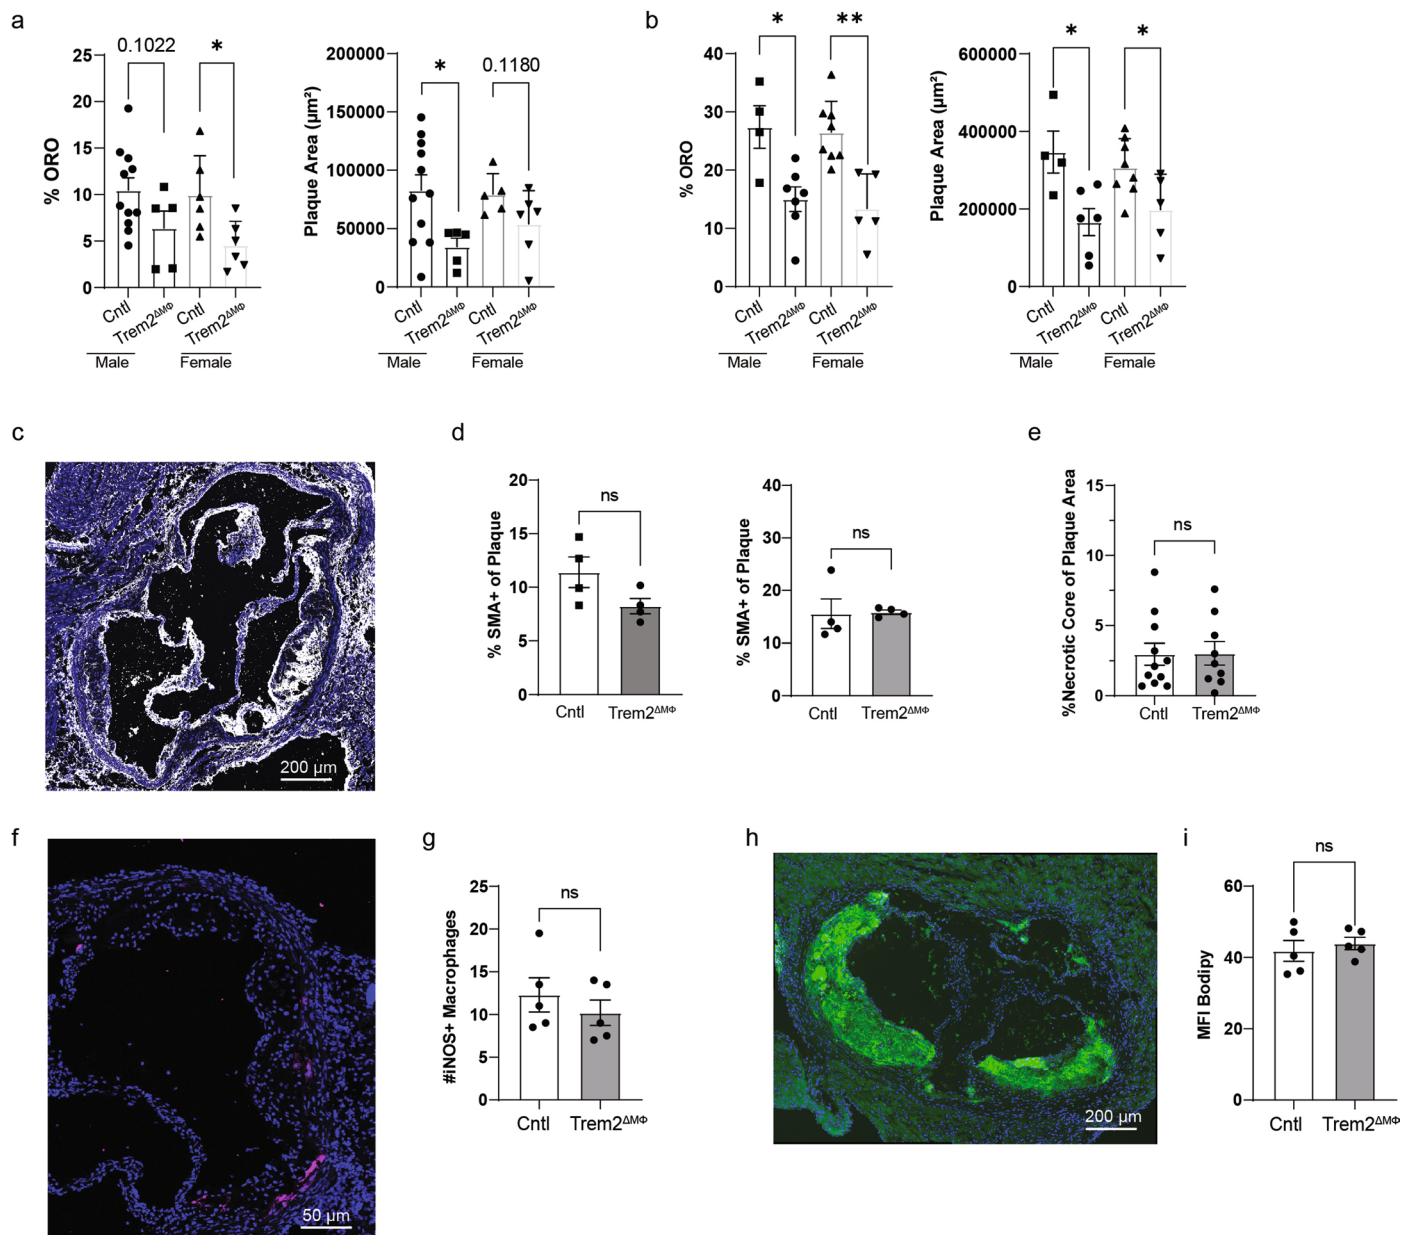 a
0.1022
*
% ORO
25
20
15
10
5
0
Cntl
Trem2ΔMΦ
Cntl
Trem2ΔMΦ
Male
Female
*
0.1180
Plaque Area (µm²)
200000
150000
100000
50000
0
Cntl
Trem2ΔMΦ
Cntl
Trem2ΔMΦ
Male
Female
b
*
**
% ORO
40
30
20
10
0
Cntl
Trem2ΔMΦ
Cntl
Trem2ΔMΦ
Male
Female
*
*
Plaque Area (µm²)
600000
400000
200000
0
Cntl
Trem2ΔMΦ
Cntl
Trem2ΔMΦ
Male
Female
c
200 µm
d
ns
% SMA+ of Plaque
20
15
10
5
0
Cntl
Trem2ΔMΦ
ns
% SMA+ of Plaque
40
30
20
10
0
Cntl
Trem2ΔMΦ
e
ns
%Necrotic Core of Plaque Area
15
10
5
0
Cntl
Trem2ΔMΦ
f
50 µm
g
ns
#iNOS+ Macrophages
25
20
15
10
5
0
Cntl
Trem2ΔMΦ
h
200 µm
i
ns
MFI Bodipy
60
40
20
0
Cntl
Trem2ΔMΦ